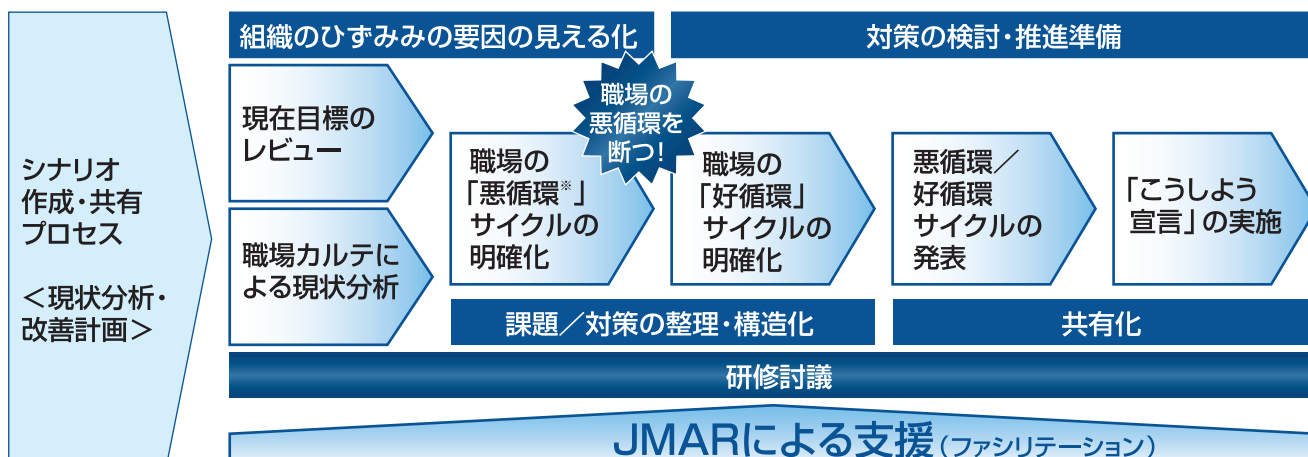 シナリオ
作成・共有
プロセス
<現状分析・
改善計画>
組織のひずみみの要因の見える化
対策の検討・推進準備
現在目標の
レビュー
職場カルテに
よる現状分析
職場の
「悪循環※」
サイクルの
明確化
職場の
悪循環を
断つ!
職場の
「好循環」
サイクルの
明確化
悪循環/
好循環
サイクルの
発表
「こうしよう
宣言」の実施
課題/対策の整理・構造化
共有化
研修討議
JMARによる支援(ファシリテーション)